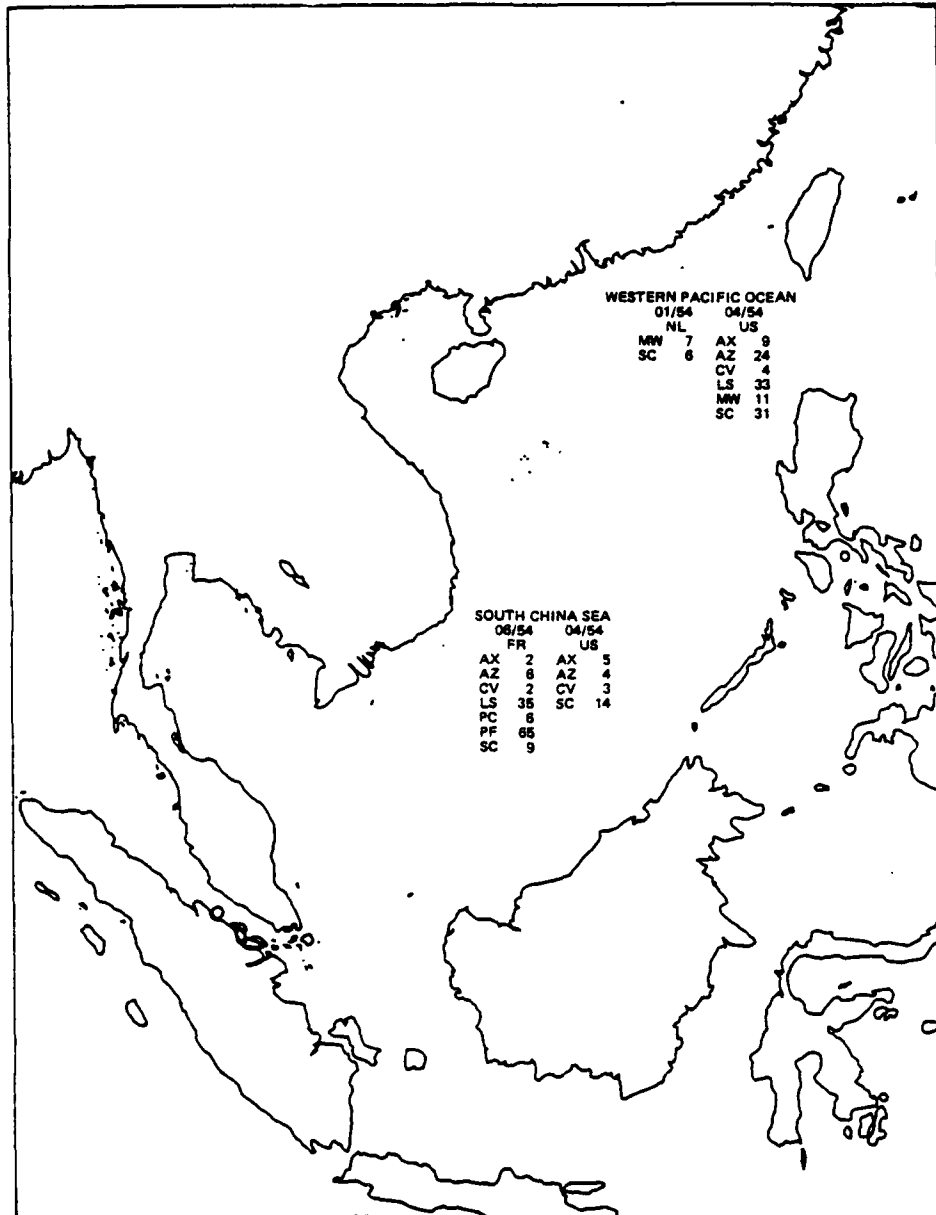 WESTERN PACIFIC OCEAN
01/54 04/54
NL US
MW 7 AX 9
SC 6 AZ 24
CV 4
LS 33
MW 11
SC 31
SOUTH CHINA SEA
06/54 04/54
FR US
AX 2 AX 5
AZ 6 AZ 4
CV 2 CV 3
LS 35 SC 14
PC 6
PF 65
SC 9